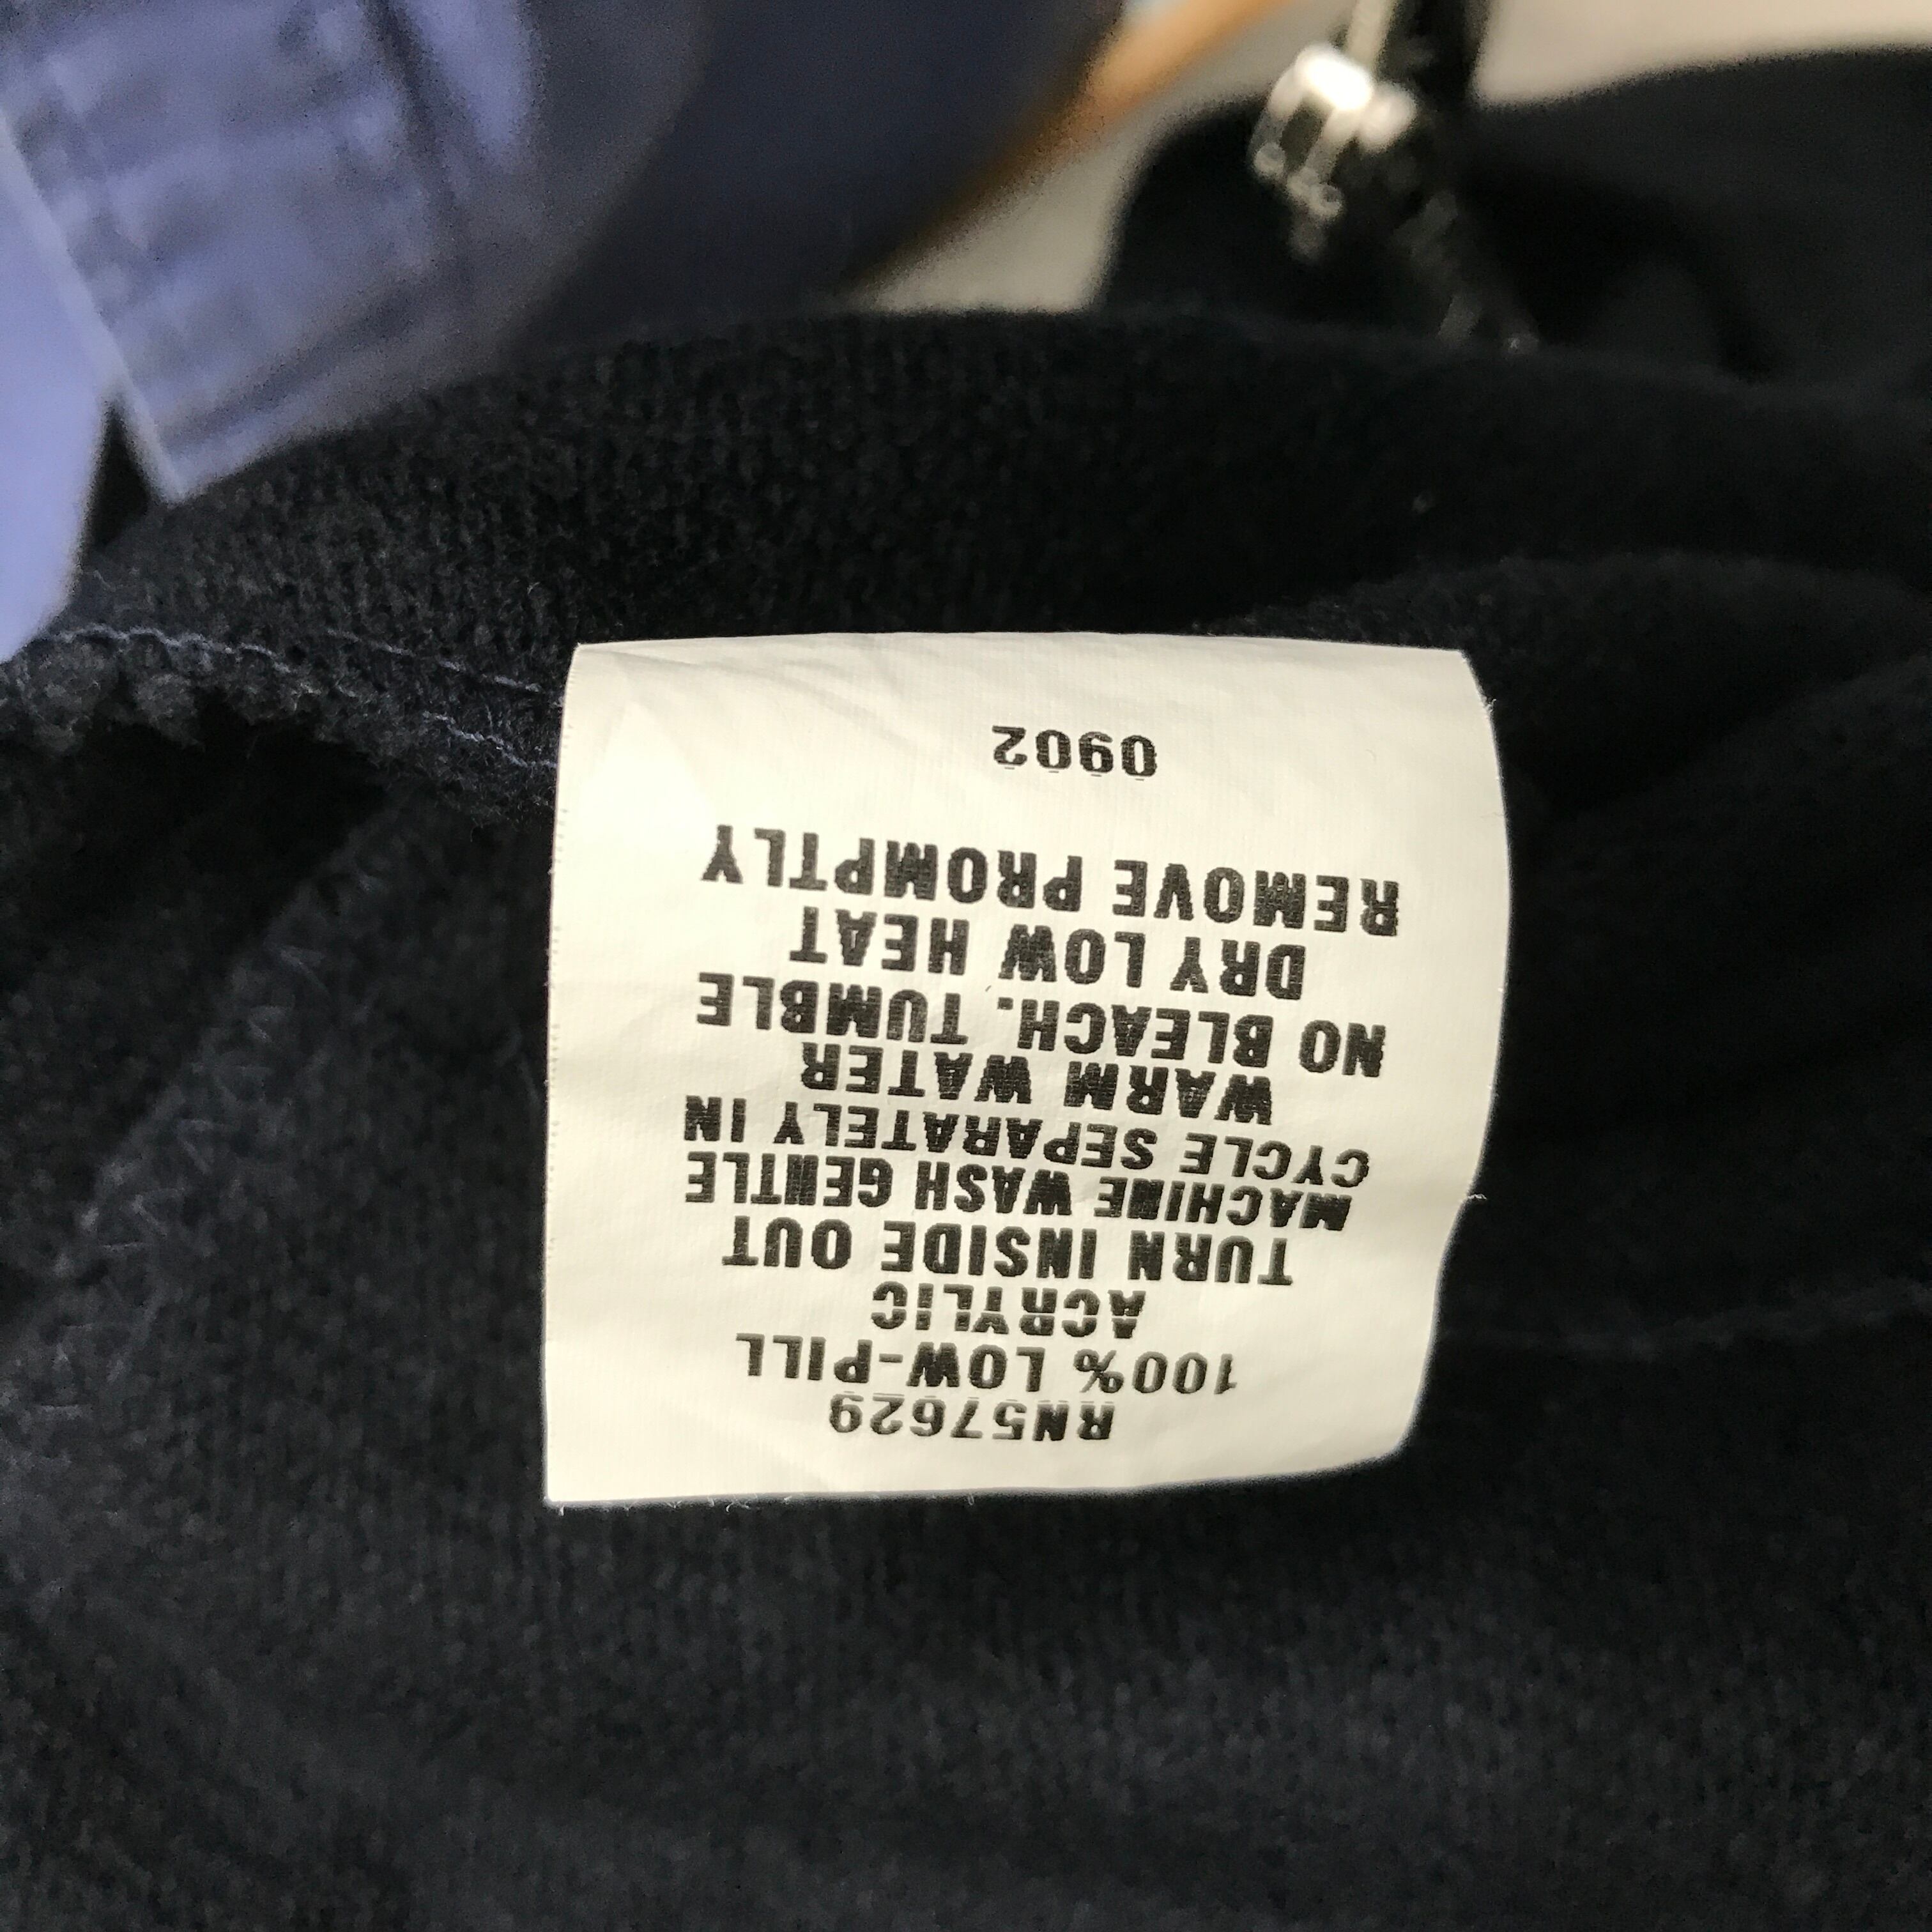 RN57629
100% LOW-PILL
ACRYLIC
TURN INSIDE OUT
MACHINE WASH GENTLE
CYCLE SEPARATELY IN
WARM WATER
NO BLEACH. TUMBLE
DRY LOW HEAT
REMOVE PROMPTLY
0902